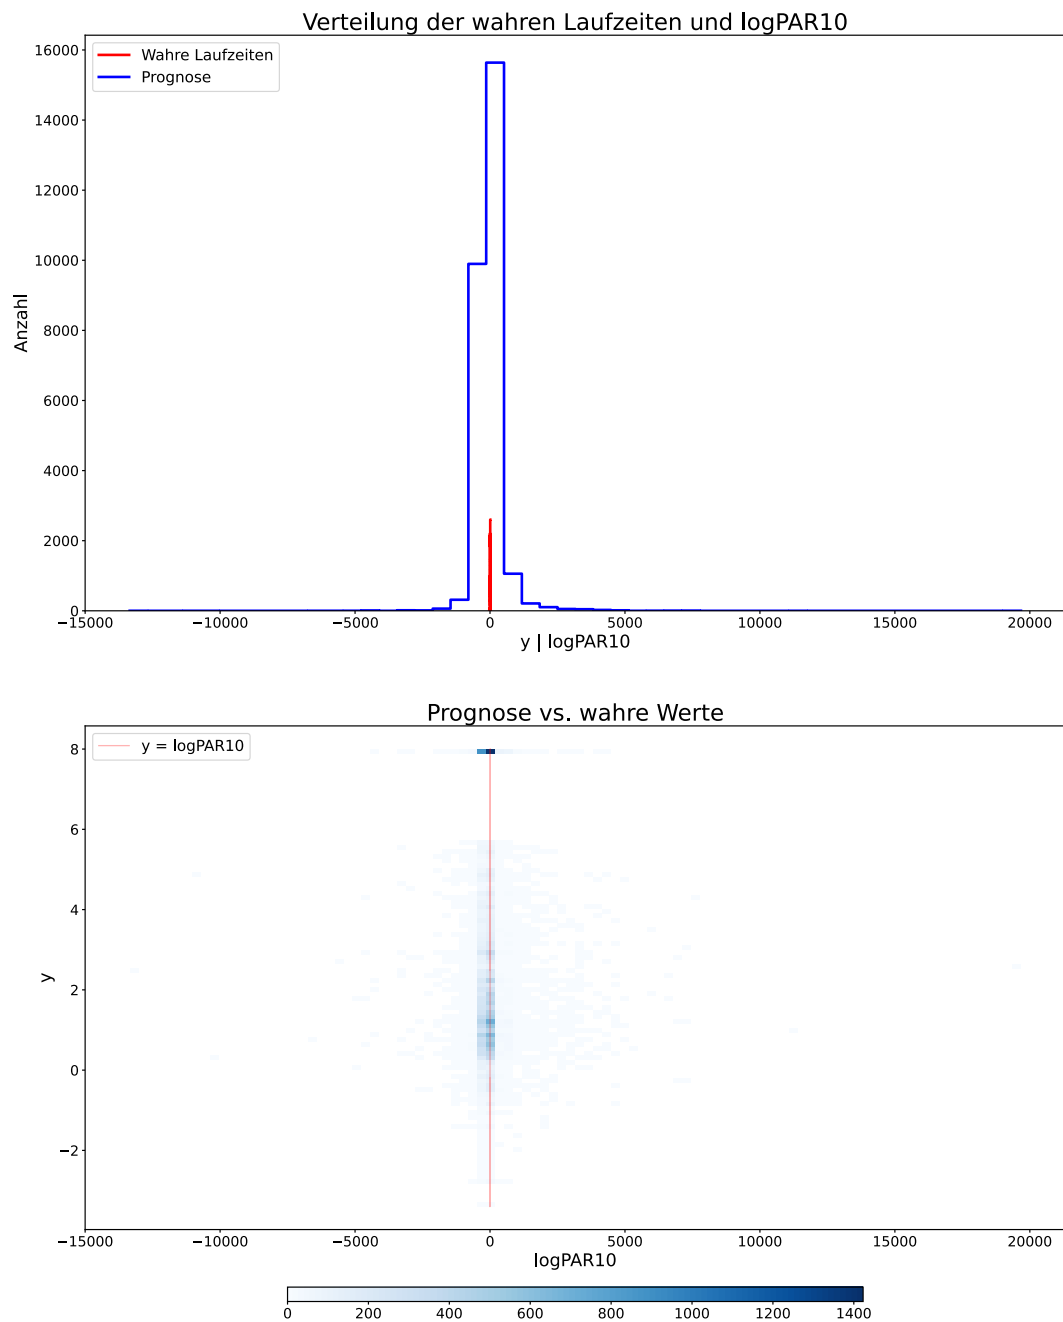 Verteilung der wahren Laufzeiten und logPAR10
Wahre Laufzeiten
Prognose
16000
14000
12000
10000
8000
6000
4000
2000
0
Anzahl
−15000 −10000 −5000 0 5000 10000 15000 20000
y | logPAR10
Prognose vs. wahre Werte
y = logPAR10
8
6
4
2
0
−2
y
−15000 −10000 −5000 0 5000 10000 15000 20000
logPAR10
0 200 400 600 800 1000 1200 1400